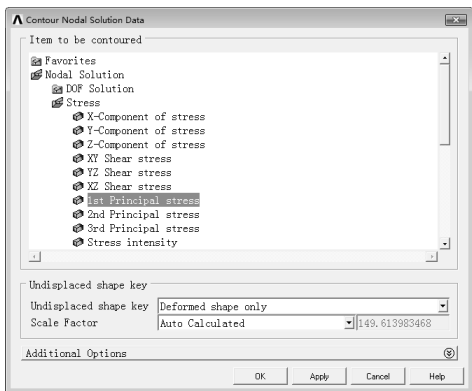 Contour Nodal Solution Data
Item to be contoured
Favorites
Nodal Solution
DOF Solution
Stress
X-Component of stress
Y-Component of stress
Z-Component of stress
XY Shear stress
YZ Shear stress
XZ Shear stress
1st Principal stress
2nd Principal stress
3rd Principal stress
Stress intensity
Undisplaced shape key
Undisplaced shape key Deformed shape only
Scale Factor Auto Calculated 149.613983468
Additional Options
OK Apply Cancel Help